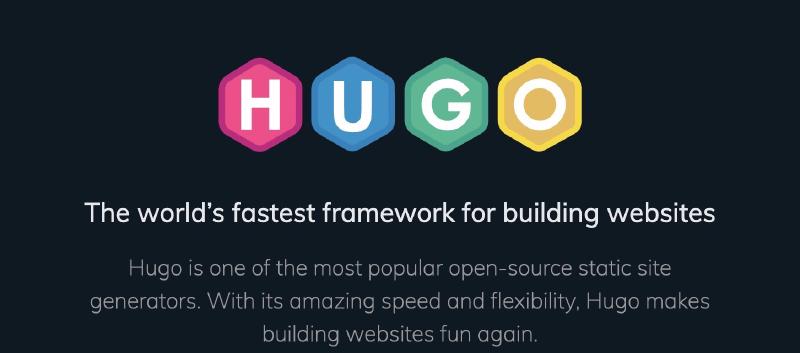 HUGO
The world’s fastest framework for building websites
Hugo is one of the most popular open-source static site
generators. With its amazing speed and flexibility, Hugo makes
building websites fun again.